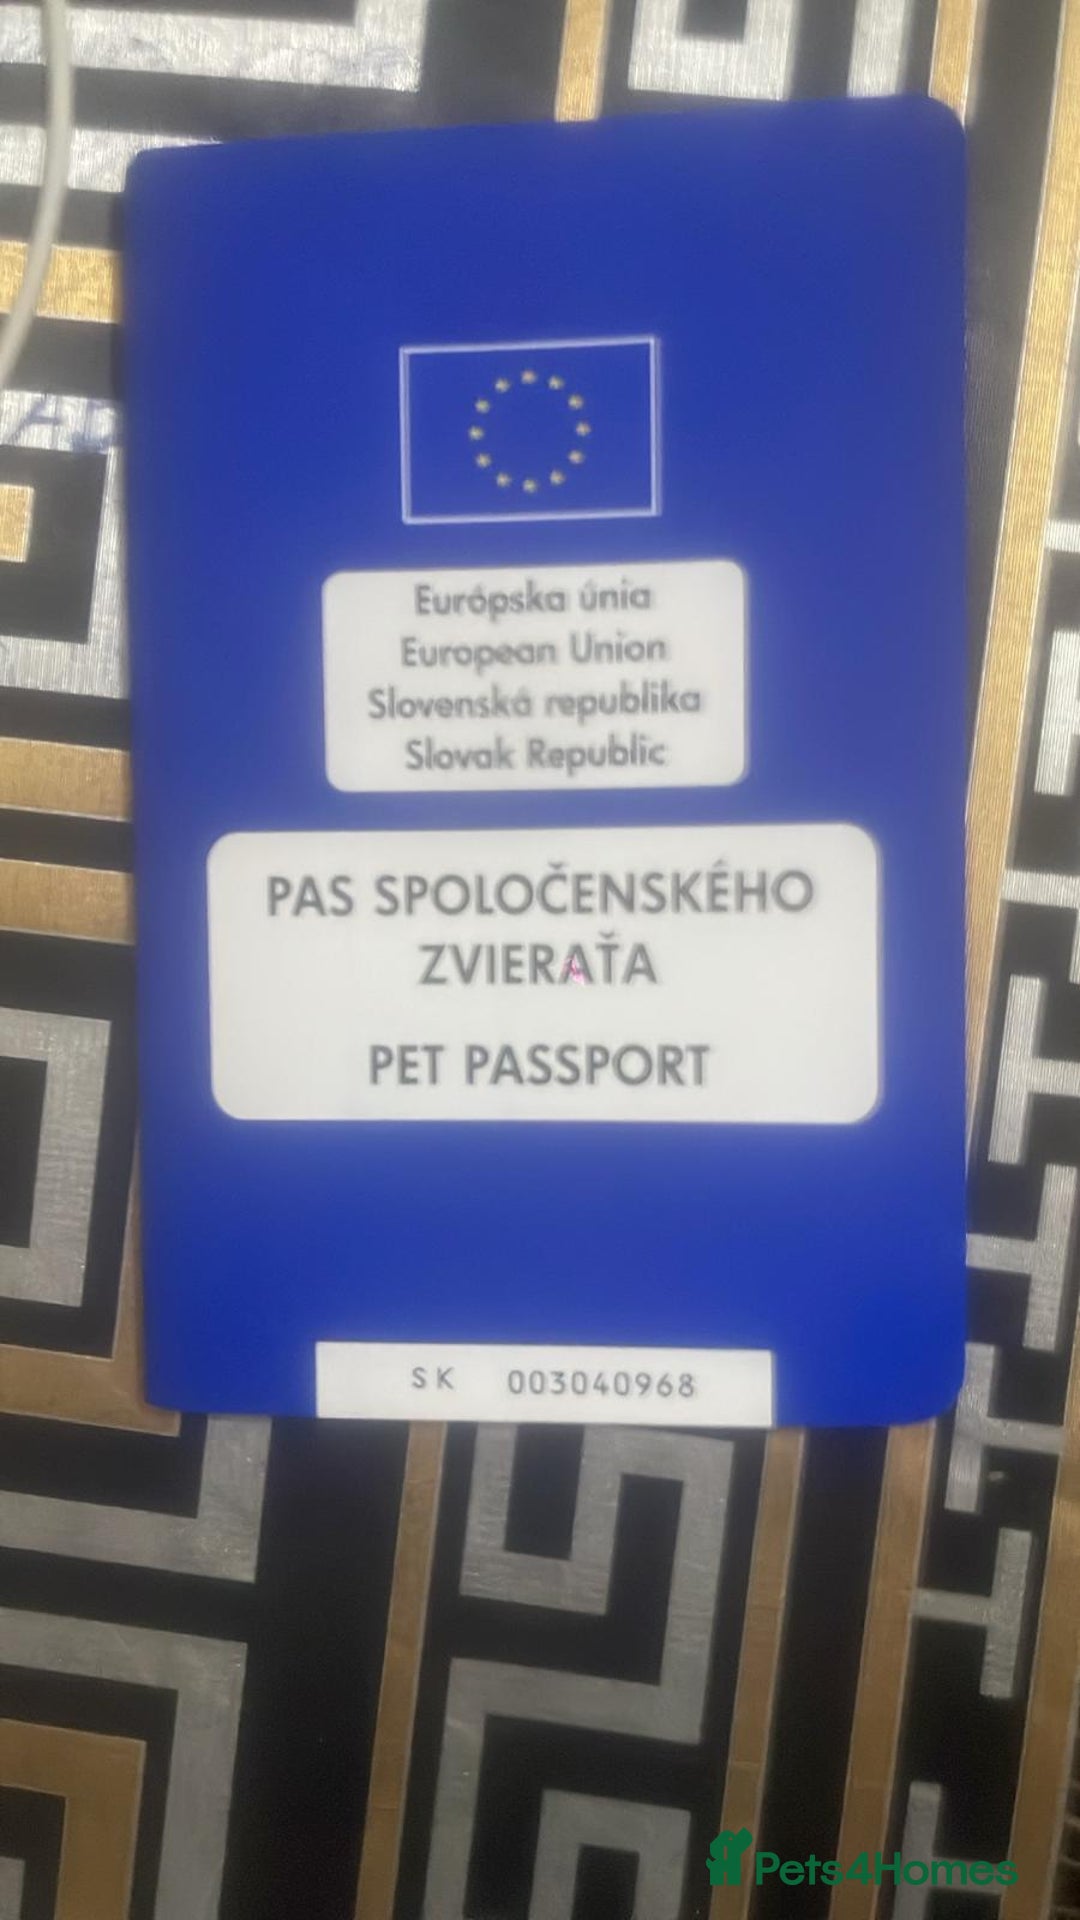 Európska únia
European Union
Slovenská republika
Slovak Republic
PAS SPOLOČENSKÉHO
ZVIERAŤA
PET PASSPORT
SK 003040968
Pets4Homes